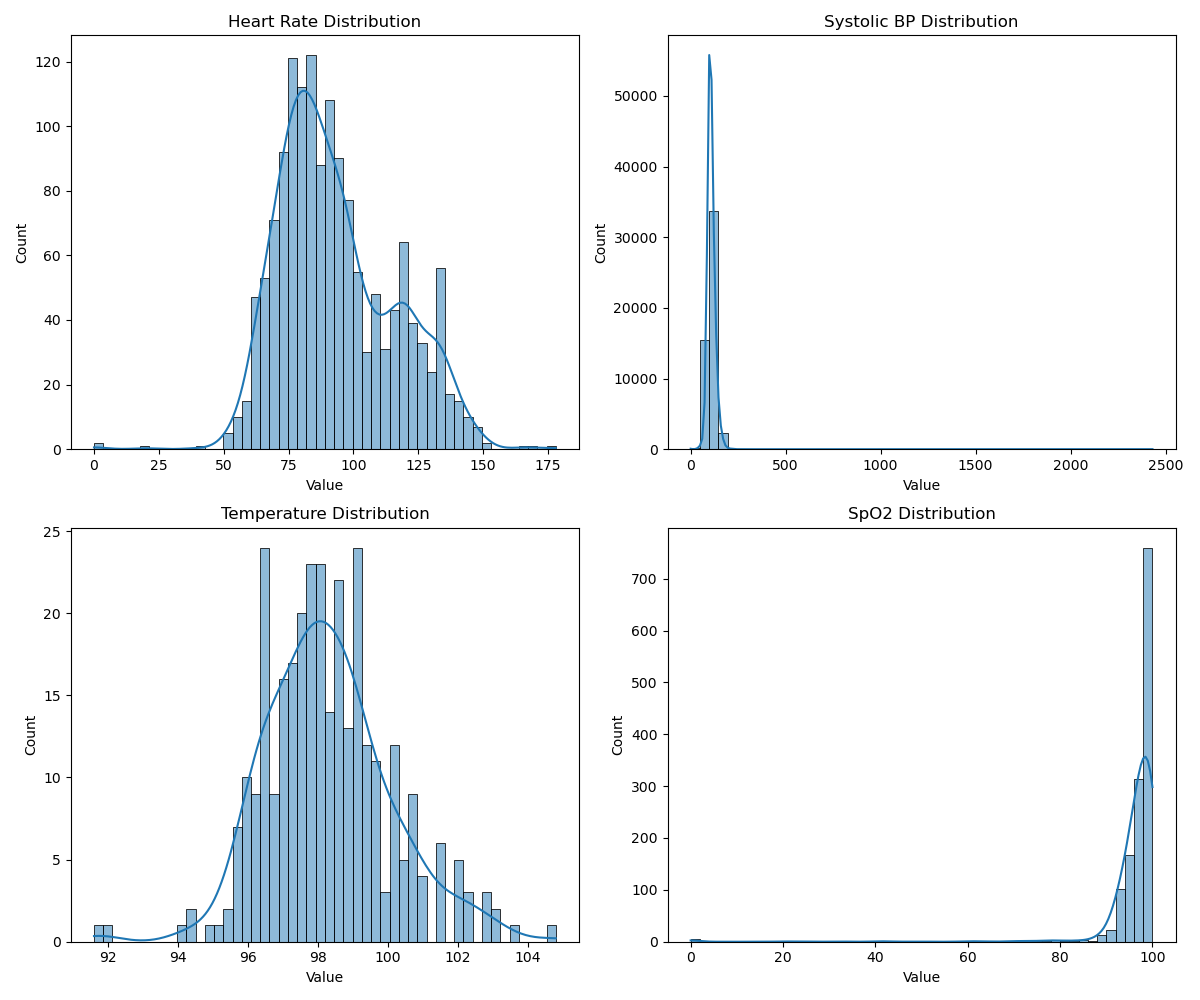 Heart Rate Distribution
120
100
80
60
40
20
0
Count
0 25 50 75 100 125 150 175
Value
Systolic BP Distribution
50000
40000
30000
20000
10000
0
Count
0 500 1000 1500 2000 2500
Value
Temperature Distribution
25
20
15
10
5
0
Count
92 94 96 98 100 102 104
Value
SpO2 Distribution
700
600
500
400
300
200
100
0
Count
0 20 40 60 80 100
Value